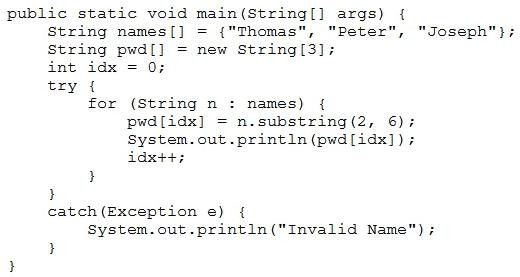 public static void main(String[] args) {
    String names[] = {"Thomas", "Peter", "Joseph"};
    String pwd[] = new String[3];
    int idx = 0;
    try {
        for (String n : names) {
            pwd[idx] = n.substring(2, 6);
            System.out.println(pwd[idx]);
            idx++;
        }
    }
    catch(Exception e) {
        System.out.println("Invalid Name");
    }
}